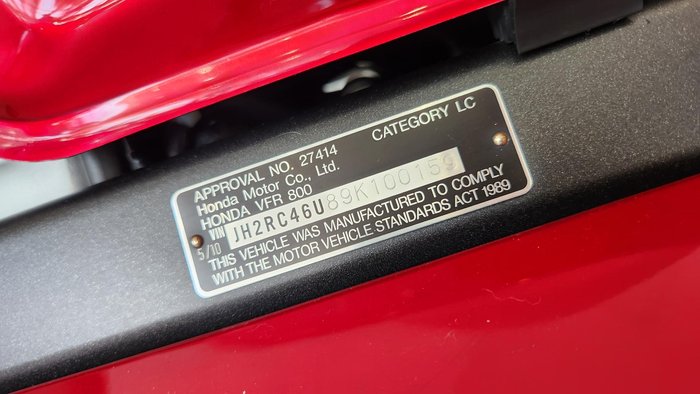 APPROVAL NO. 27414 CATEGORY LC
Honda Motor Co., Ltd.
HONDA VFR 800
VIN JH2RC46U89K100159
5/10
THIS VEHICLE WAS MANUFACTURED TO COMPLY
WITH THE MOTOR VEHICLE STANDARDS ACT 1989